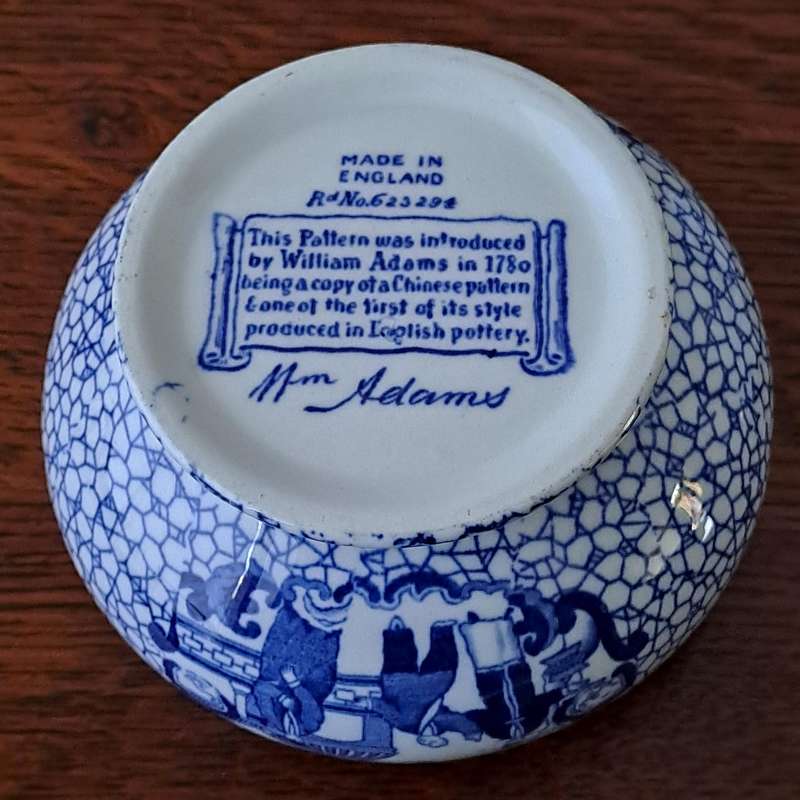 MADE IN
ENGLAND
Rd No. 623294
This Pattern was introduced
by William Adams in 1780
being a copy of a Chinese pattern
& one of the first of its style
produced in English pottery.
Wm Adams